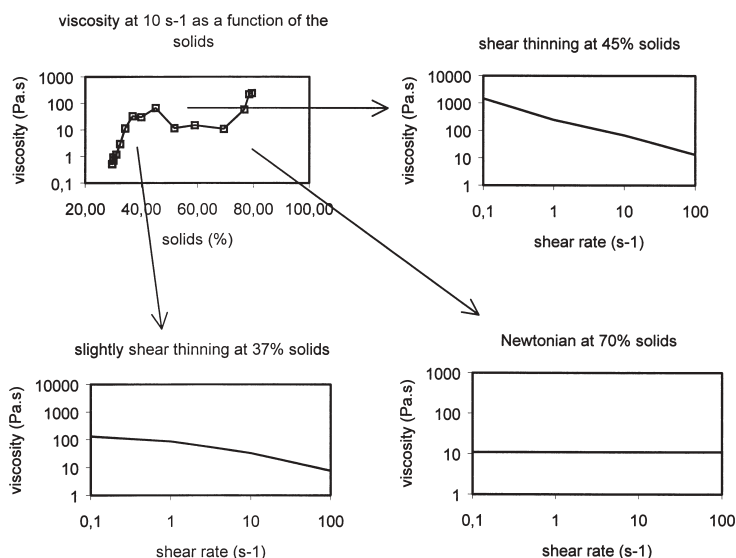 viscosity at 10 s-1 as a function of the
solids
viscosity (Pa.s)
1000
100
10
1
0,1
20,00 40,00 60,00 80,00 100,00
solids (%)
shear thinning at 45% solids
viscosity (Pa.s)
10000
1000
100
10
1
0,1 1 10 100
shear rate (s-1)
slightly shear thinning at 37% solids
viscosity (Pa.s)
10000
1000
100
10
1
0,1 1 10 100
shear rate (s-1)
Newtonian at 70% solids
viscosity (Pa.s)
1000
100
10
1
0,1 1 10 100
shear rate (s-1)